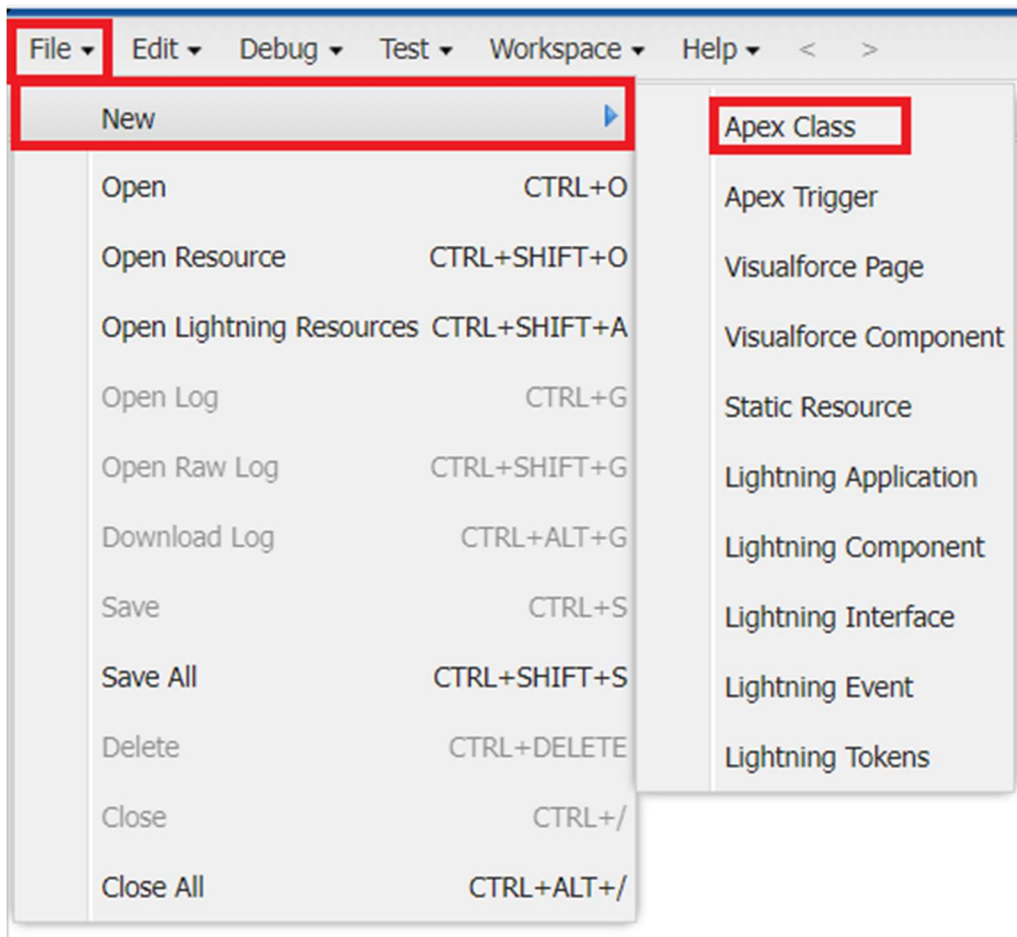 File Edit Debug Test Workspace Help < >
New
Open CTRL+O
Open Resource CTRL+SHIFT+O
Open Lightning Resources CTRL+SHIFT+A
Open Log CTRL+G
Open Raw Log CTRL+SHIFT+G
Download Log CTRL+ALT+G
Save CTRL+S
Save All CTRL+SHIFT+S
Delete CTRL+DELETE
Close CTRL+/
Close All CTRL+ALT+/
Apex Class
Apex Trigger
Visualforce Page
Visualforce Component
Static Resource
Lightning Application
Lightning Component
Lightning Interface
Lightning Event
Lightning Tokens